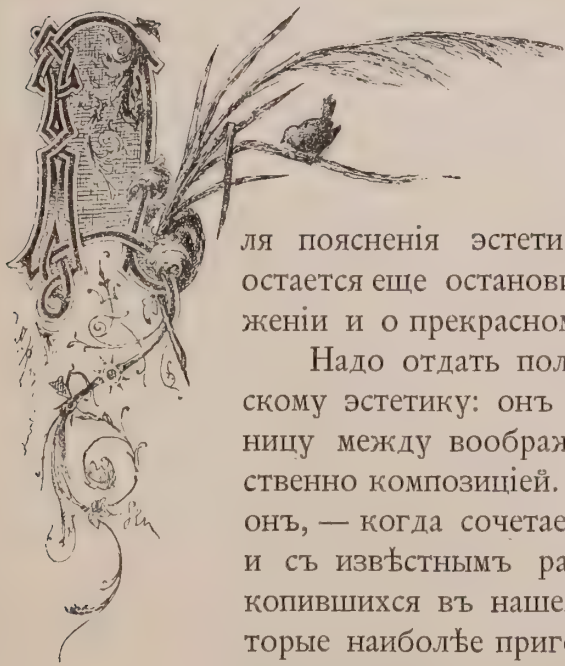 Для поясненія эстети
остается еще останови
женіи и о прекрасном
Надо отдать пол
скому эстетику: онъ
ницу между воображ
ственно композиціей.
онъ, — когда сочетае
и съ извѣстнымъ ра
копившихся въ наше
торые наиболѣе приго